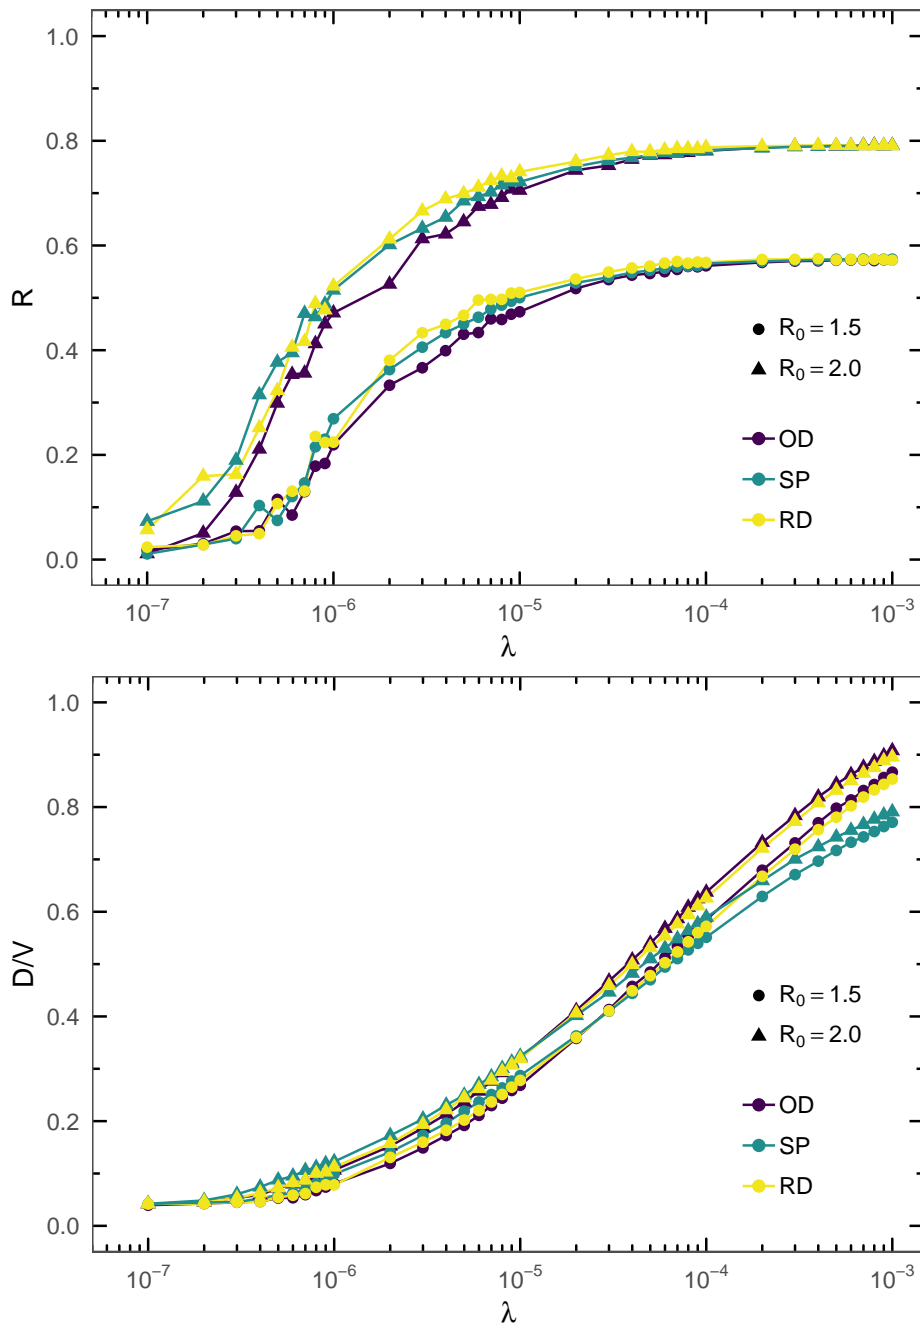 1.0
0.8
0.6
0.4
0.2
0.0
R
R₀ = 1.5
R₀ = 2.0
OD
SP
RD
10⁻⁷ 10⁻⁶ 10⁻⁵ 10⁻⁴ 10⁻³
λ
1.0
0.8
0.6
0.4
0.2
0.0
D/V
R₀ = 1.5
R₀ = 2.0
OD
SP
RD
10⁻⁷ 10⁻⁶ 10⁻⁵ 10⁻⁴ 10⁻³
λ